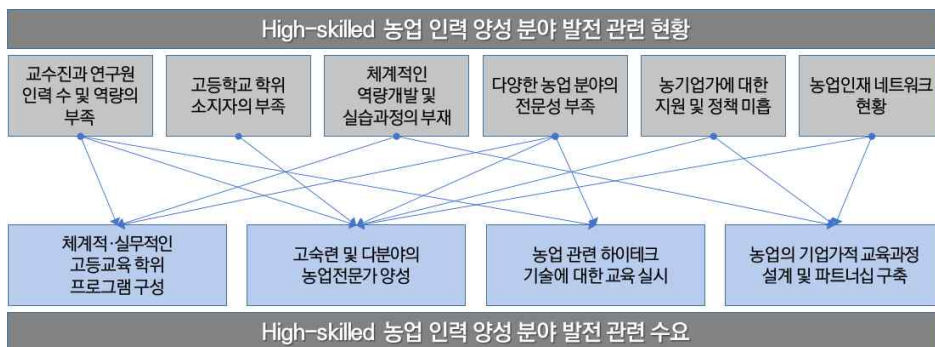 High-skilled 농업 인력 양성 분야 발전 관련 현황
교수진과 연구원
인력 수 및 역량의
부족
고등학교 학위
소지자의 부족
체계적인
역량개발 및
실습과정의 부재
다양한 농업 분야의
전문성 부족
농기업가에 대한
지원 및 정책 미흡
농업인재 네트워크
현황
체계적·실무적인
고등교육 학위
프로그램 구성
고숙련 및 다분야의
농업전문가 양성
농업 관련 하이테크
기술에 대한 교육 실시
농업의 기업가적 교육과정
설계 및 파트너십 구축
High-skilled 농업 인력 양성 분야 발전 관련 수요